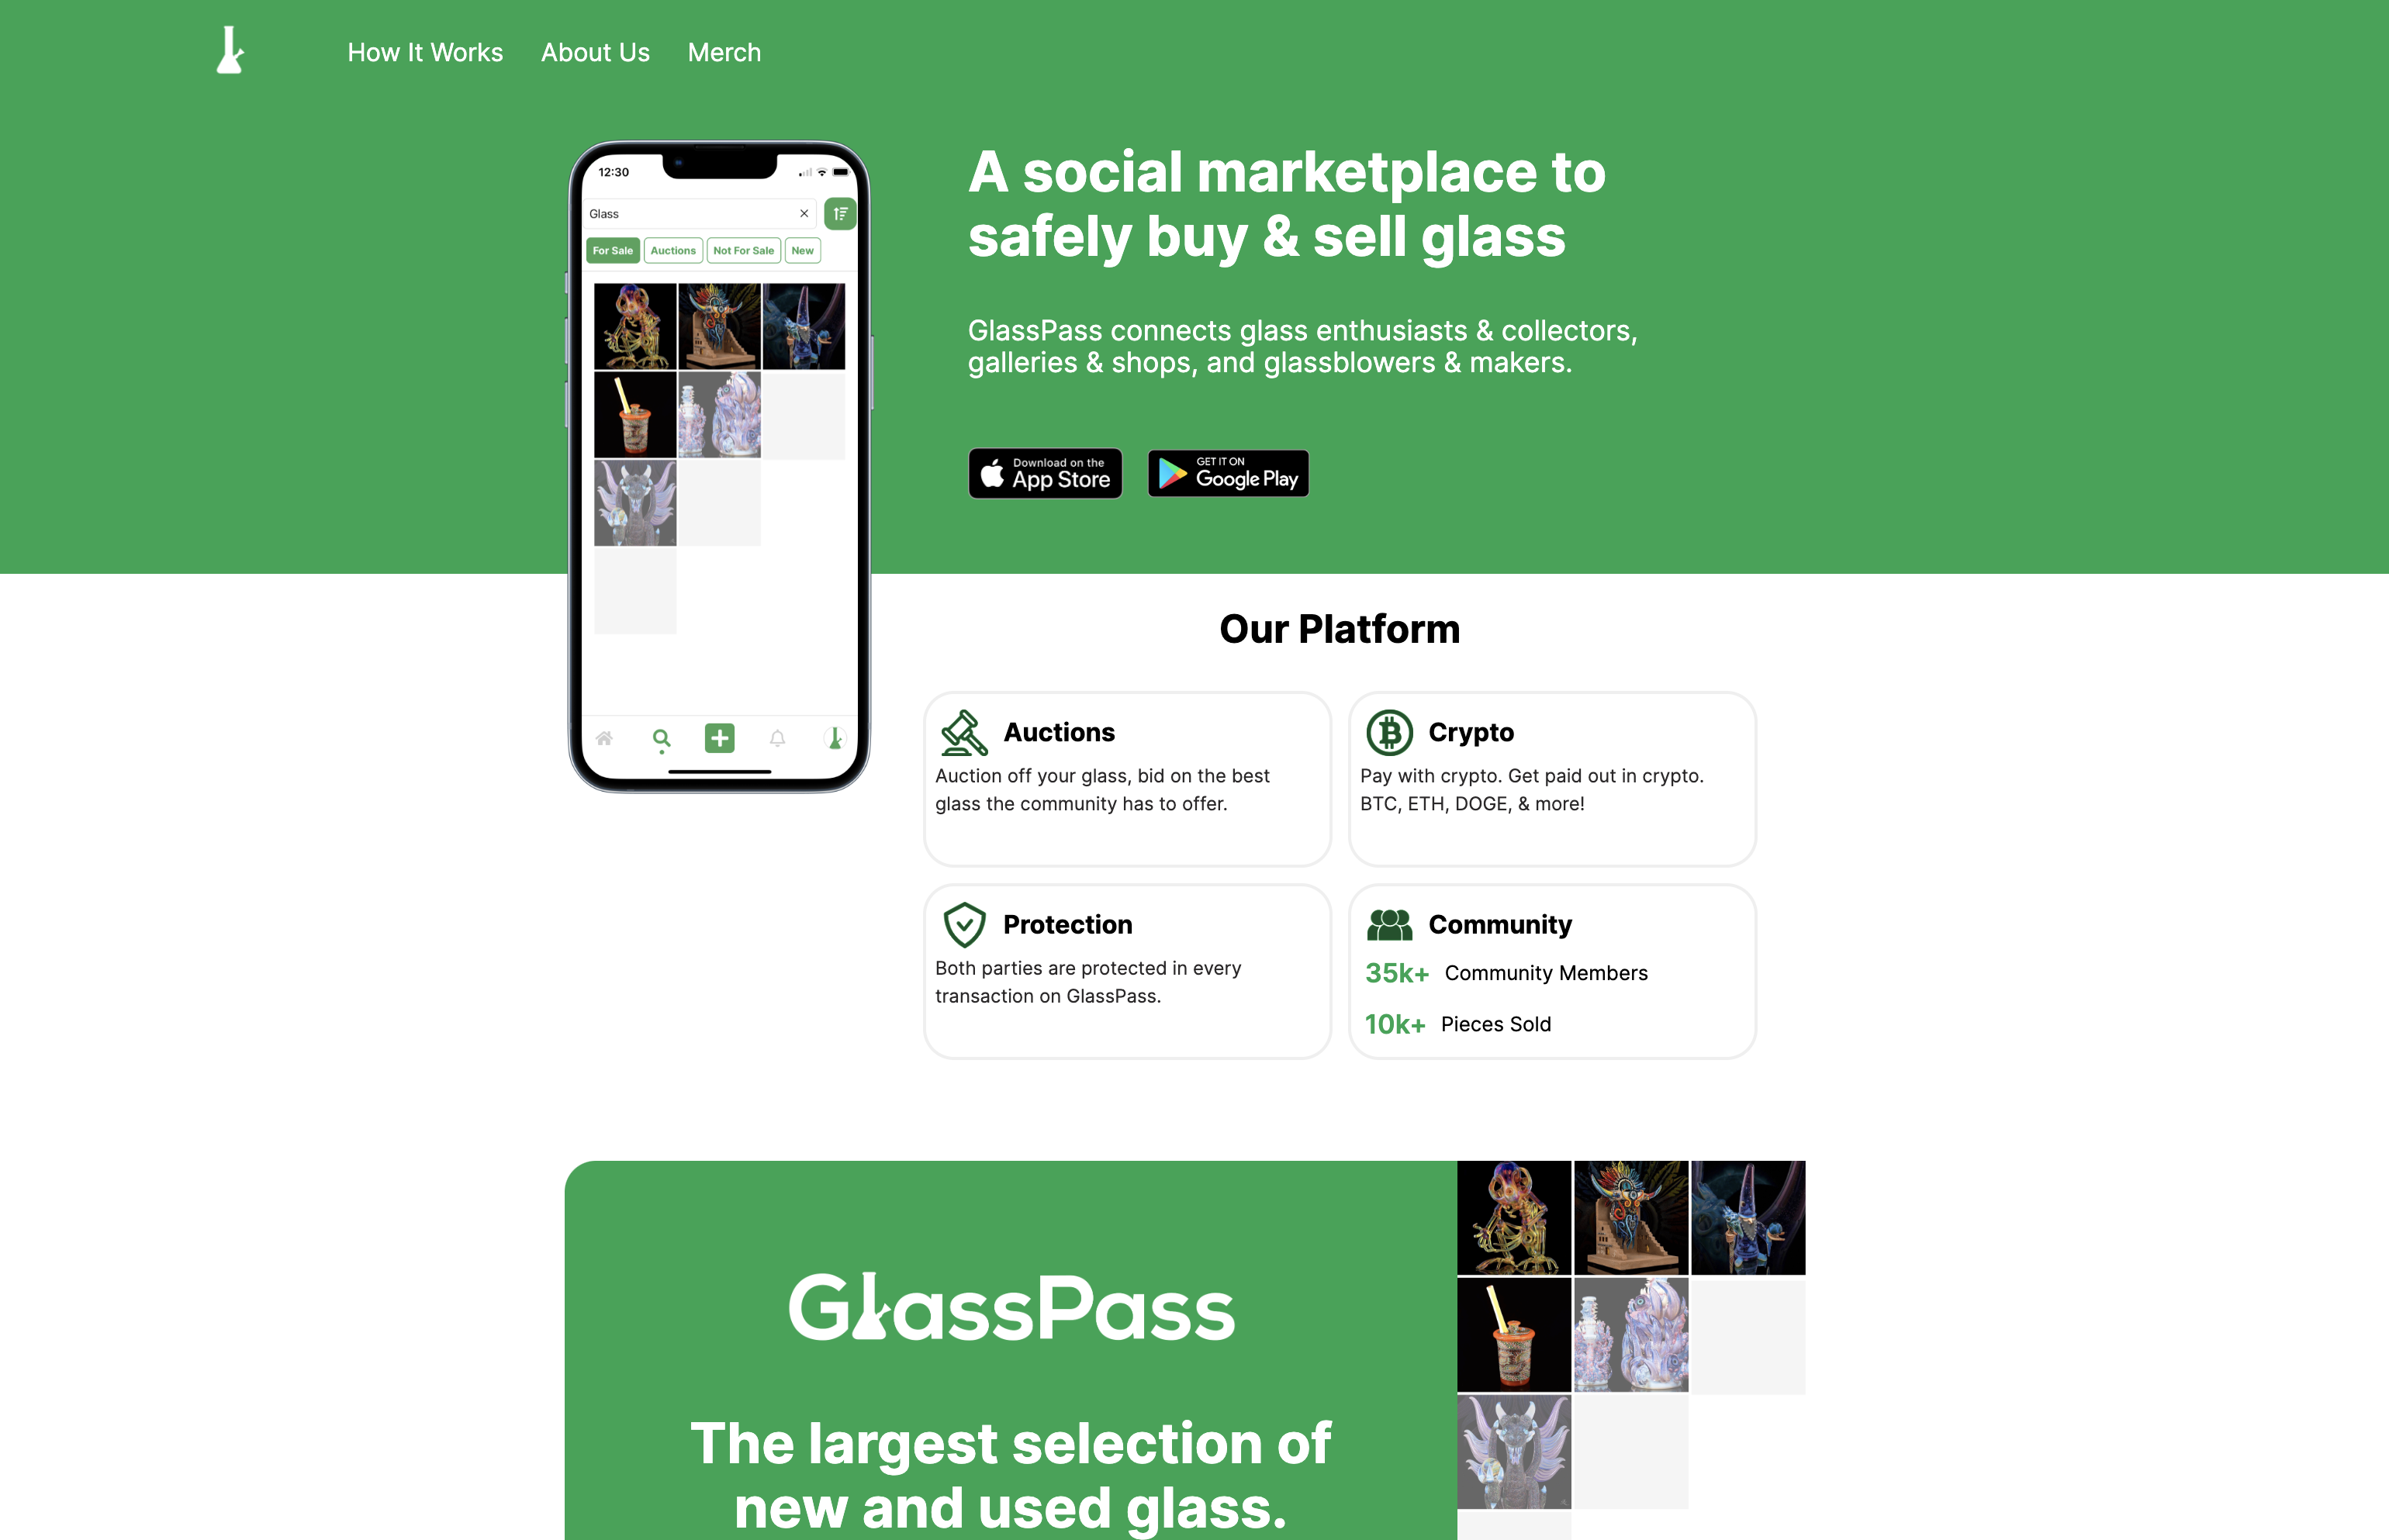 How It Works About Us Merch
12:30
Glass
For Sale Auctions Not For Sale New
A social marketplace to
safely buy & sell glass
GlassPass connects glass enthusiasts & collectors,
galleries & shops, and glassblowers & makers.
Download on the
App Store
GET IT ON
Google Play
Our Platform
Auctions
Auction off your glass, bid on the best
glass the community has to offer.
Crypto
Pay with crypto. Get paid out in crypto.
BTC, ETH, DOGE, & more!
Protection
Both parties are protected in every
transaction on GlassPass.
Community
35k+ Community Members
10k+ Pieces Sold
GlassPass
The largest selection of
new and used glass.